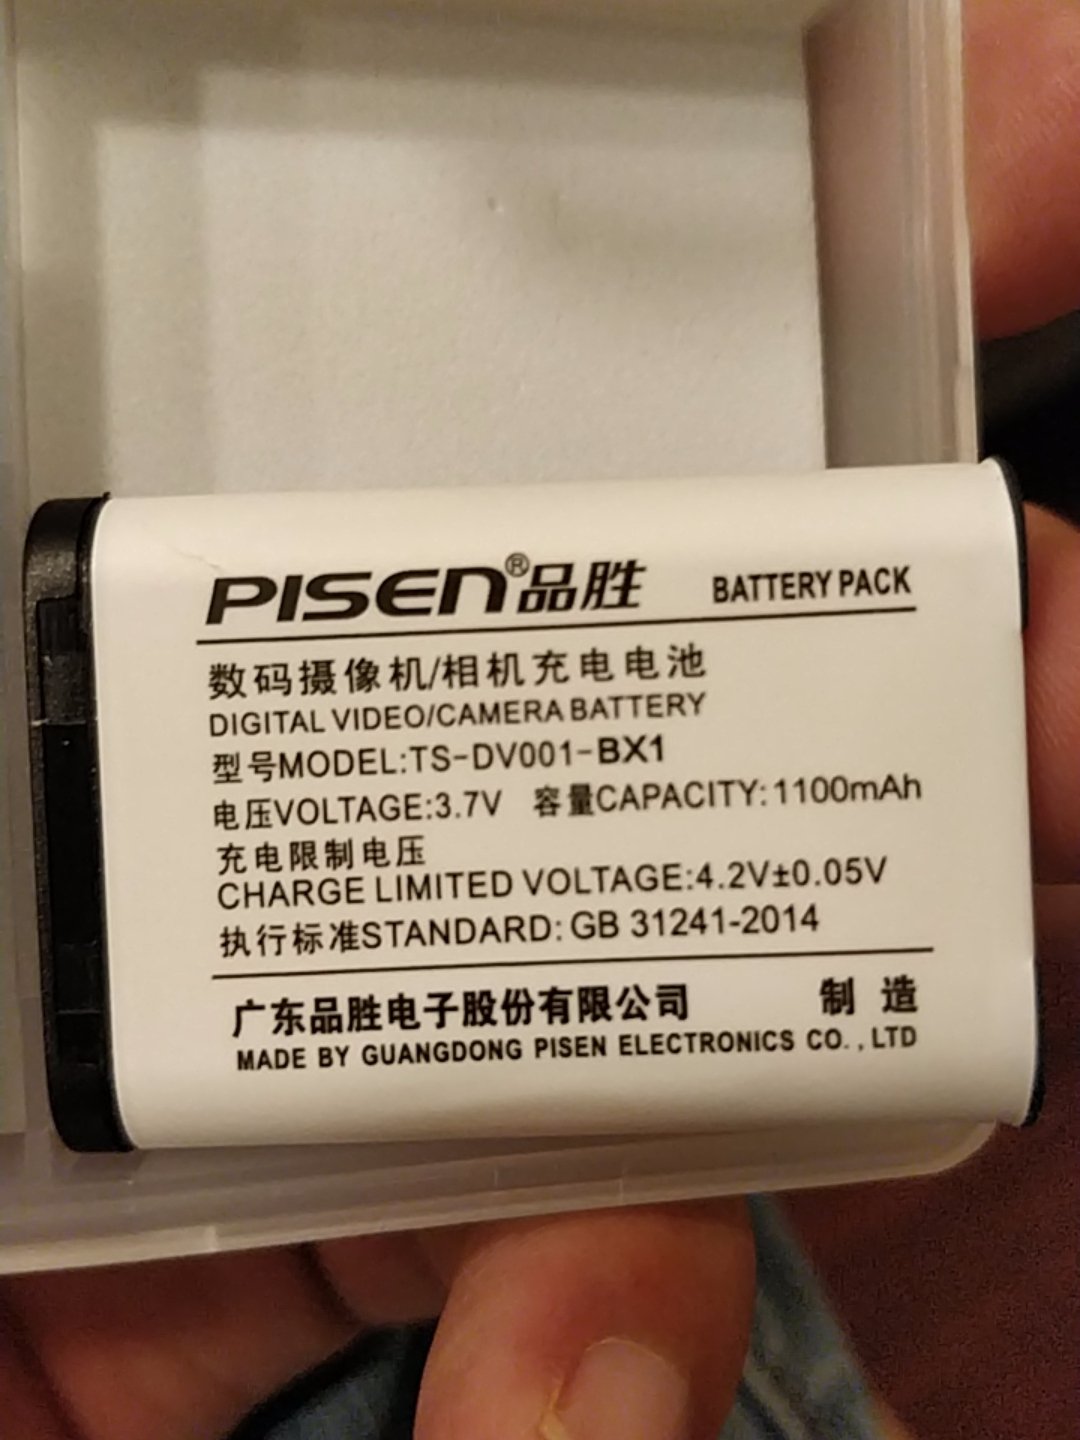 PISEN®品胜 BATTERY PACK
数码摄像机/相机充电电池
DIGITAL VIDEO/CAMERA BATTERY
型号MODEL:TS-DV001-BX1
电压VOLTAGE:3.7V 容量CAPACITY:1100mAh
充电限制电压
CHARGE LIMITED VOLTAGE:4.2V±0.05V
执行标准STANDARD:GB 31241-2014
广东品胜电子股份有限公司 制造
MADE BY GUANGDONG PISEN ELECTRONICS CO.,LTD